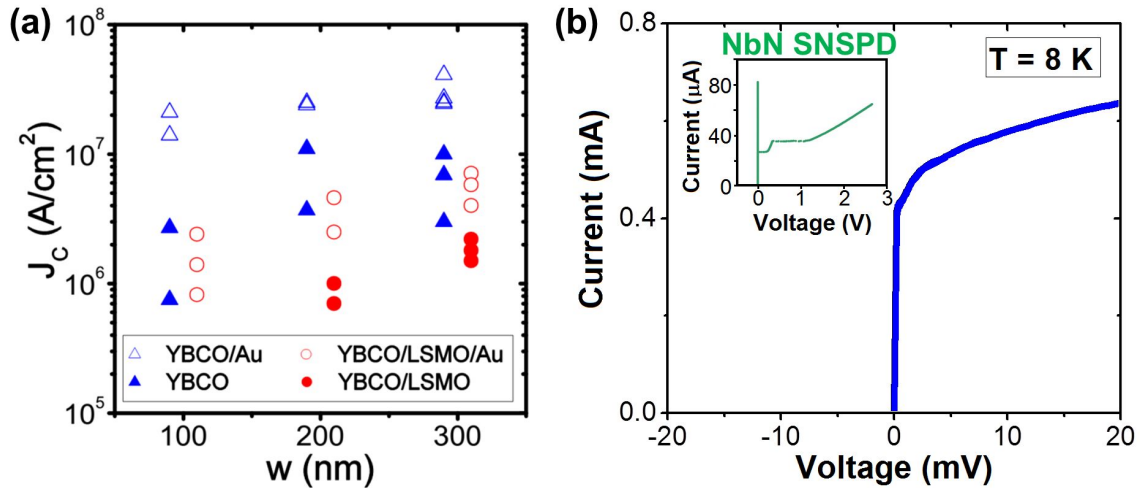 (a)
10^8
10^7
10^6
10^5
J_C (A/cm^2)
YBCO/Au
YBCO/LSMO/Au
YBCO
YBCO/LSMO
100
200
300
w (nm)
(b)
0.8
0.4
0.0
Current (mA)
NbN SNSPD
T = 8 K
80
40
0
Current (μA)
0
1
2
3
Voltage (V)
-20
-10
0
10
20
Voltage (mV)